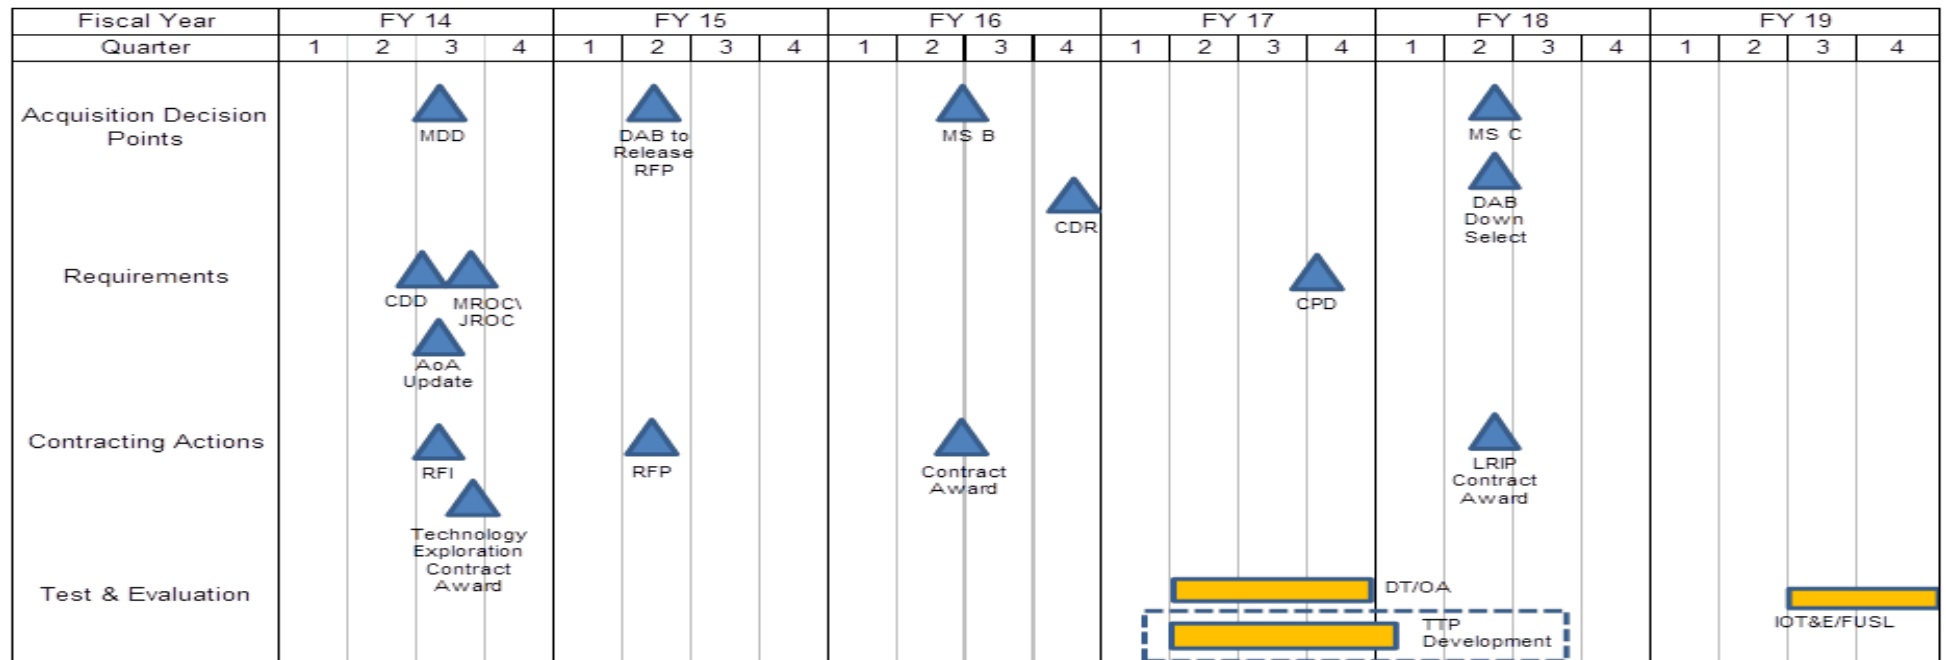 Fiscal Year FY 14 FY 15 FY 16 FY 17 FY 18 FY 19
Quarter 1 2 3 4 1 2 3 4 1 2 3 4 1 2 3 4 1 2 3 4 1 2 3 4
Acquisition Decision
Points
MDD
DAB to
Release
RFP
MS B
CDR
MS C
DAB
Down
Select
Requirements
CDD
MROC\
JROC
AoA
Update
CPD
Contracting Actions
RFI
Technology
Exploration
Contract
Award
RFP
Contract
Award
LRIP
Contract
Award
Test & Evaluation
DT/OA
TTP
Development
IOT&E/FUSL